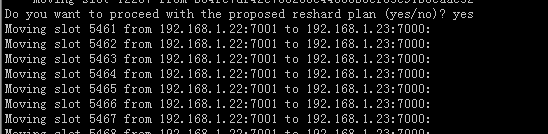 Do you want to proceed with the proposed reshard plan (yes/no)? yes
Moving slot 5461 from 192.168.1.22:7001 to 192.168.1.23:7000:
Moving slot 5462 from 192.168.1.22:7001 to 192.168.1.23:7000:
Moving slot 5463 from 192.168.1.22:7001 to 192.168.1.23:7000:
Moving slot 5464 from 192.168.1.22:7001 to 192.168.1.23:7000:
Moving slot 5465 from 192.168.1.22:7001 to 192.168.1.23:7000:
Moving slot 5466 from 192.168.1.22:7001 to 192.168.1.23:7000:
Moving slot 5467 from 192.168.1.22:7001 to 192.168.1.23:7000:
Moving slot 5468 from 192.168.1.22:7001 to 192.168.1.23:7000: